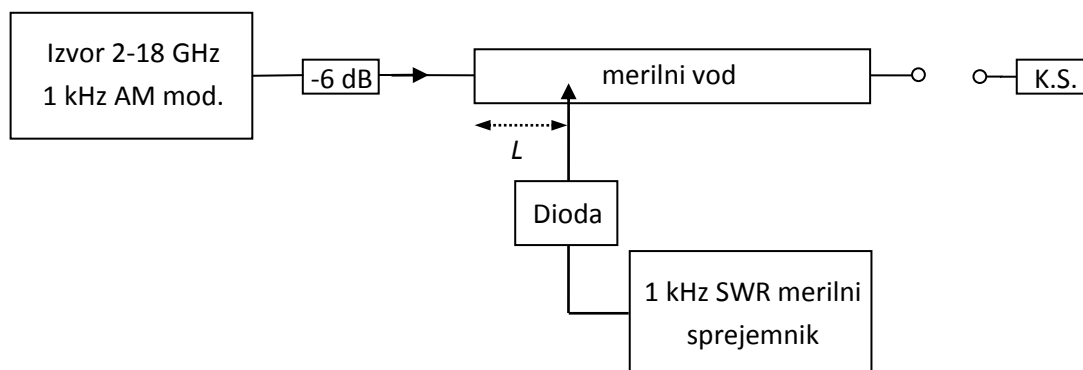 Izvor 2-18 GHz
1 kHz AM mod.
-6 dB
merilni vod
K.S.
L
Dioda
1 kHz SWR merilni
sprejemnik